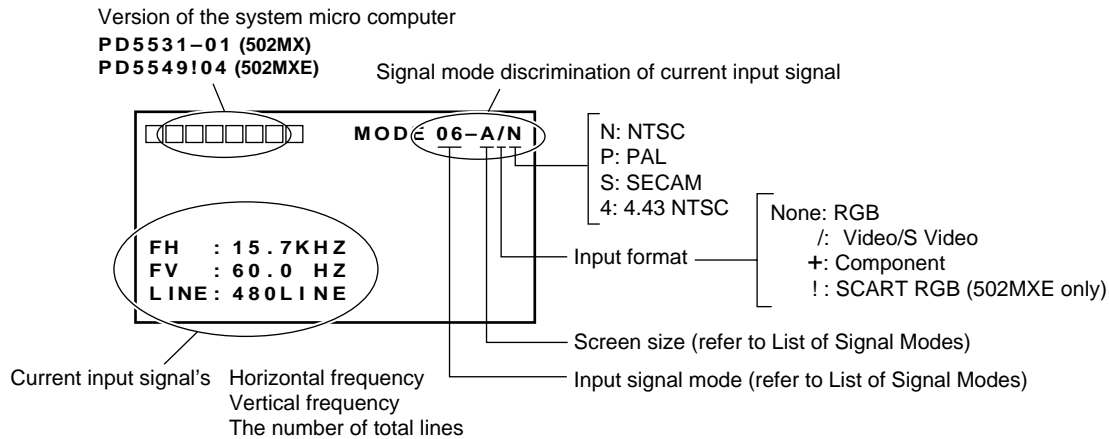 Version of the system micro computer
PD5531–01 (502MX)
PD5549!04 (502MXE)
Signal mode discrimination of current input signal
MODE 06–A/N
N: NTSC
P: PAL
S: SECAM
4: 4.43 NTSC
None: RGB
/: Video/S Video
+: Component
! : SCART RGB (502MXE only)
Input format
FH : 15.7KHZ
FV : 60.0 HZ
LINE: 480LINE
Screen size (refer to List of Signal Modes)
Input signal mode (refer to List of Signal Modes)
Current input signal's Horizontal frequency
Vertical frequency
The number of total lines